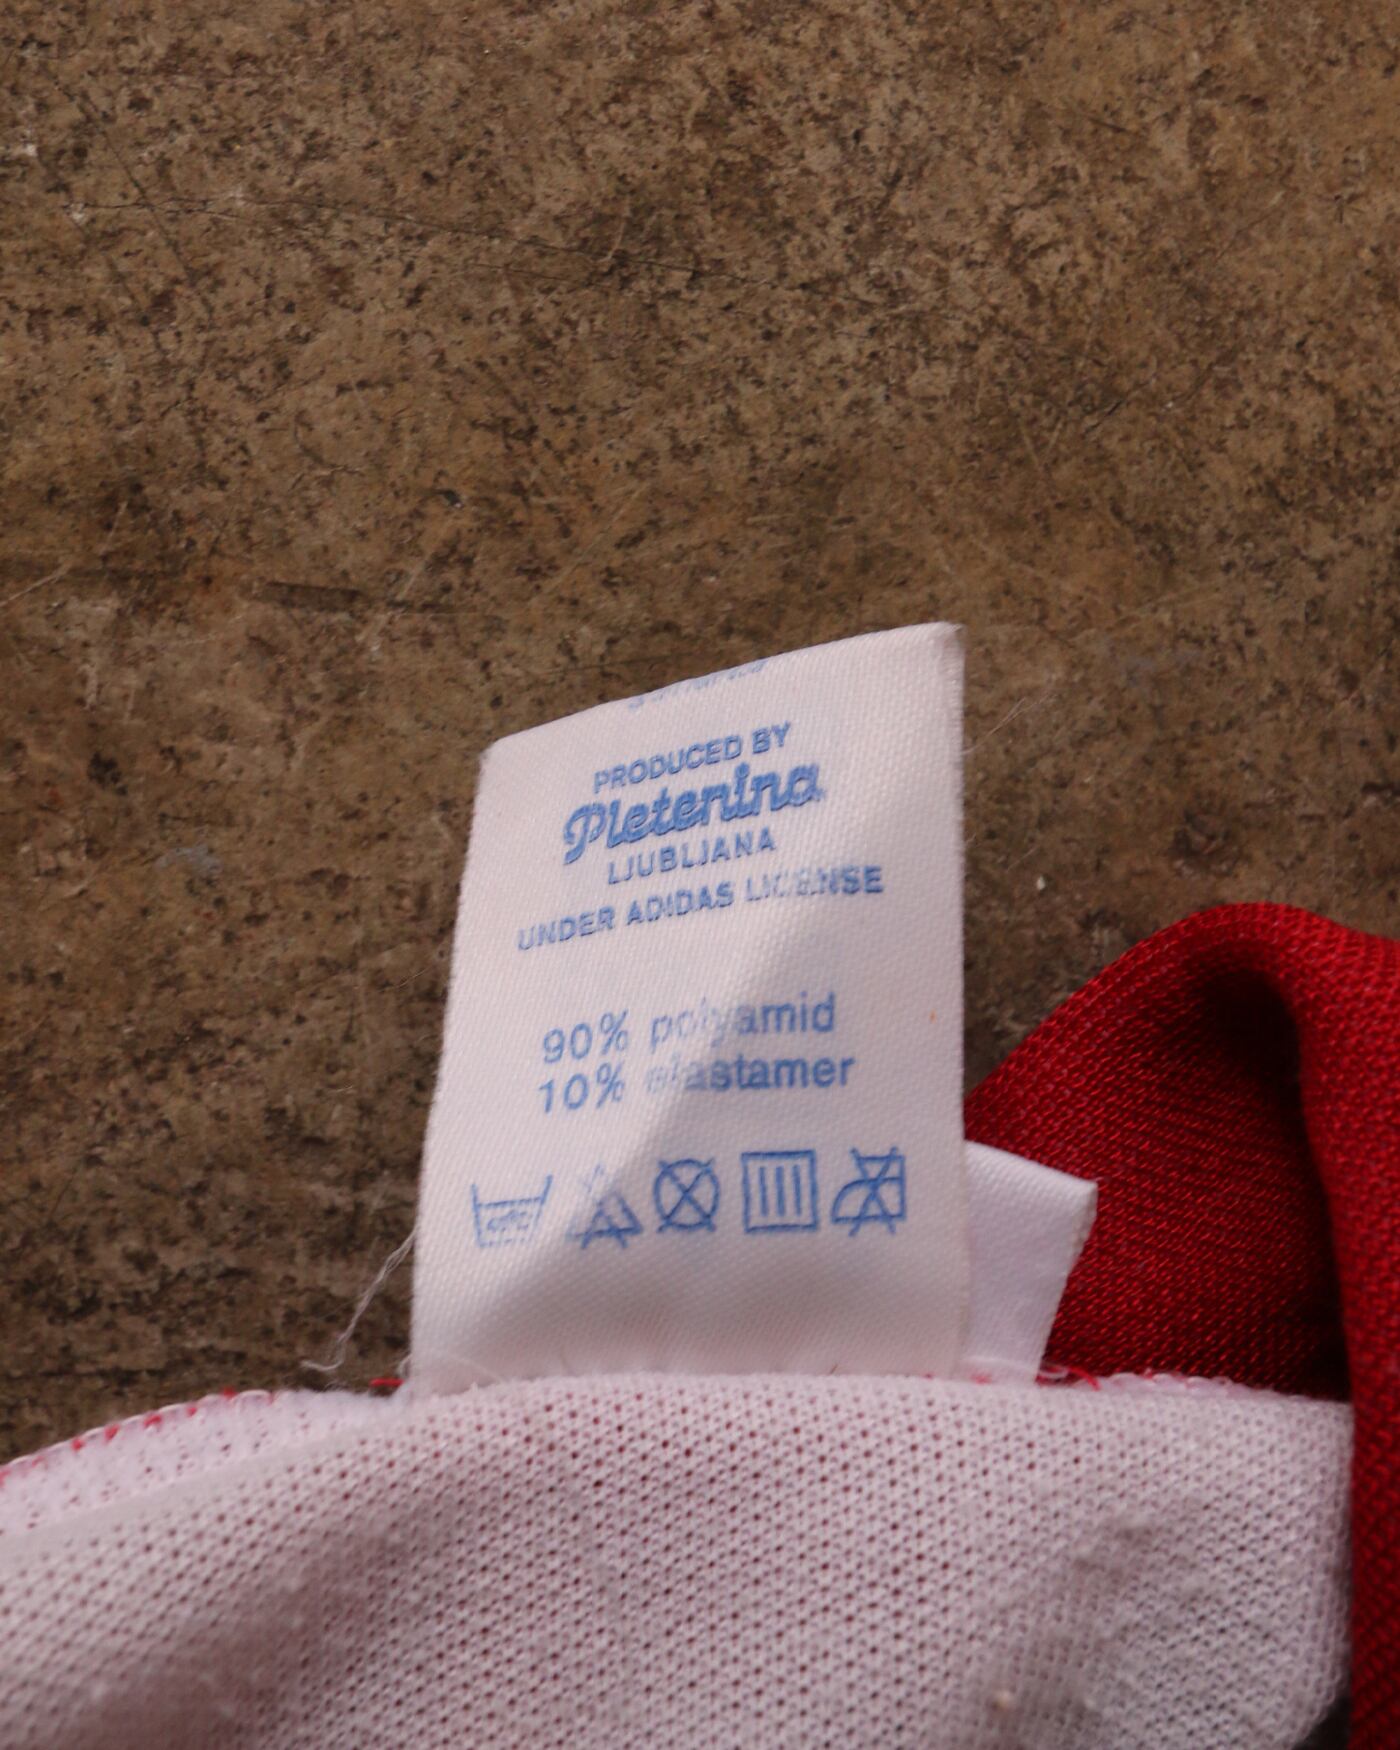 PRODUCED BY
Pletenina
LJUBLJANA
UNDER ADIDAS LICENSE
90% polyamid
10% elastamer